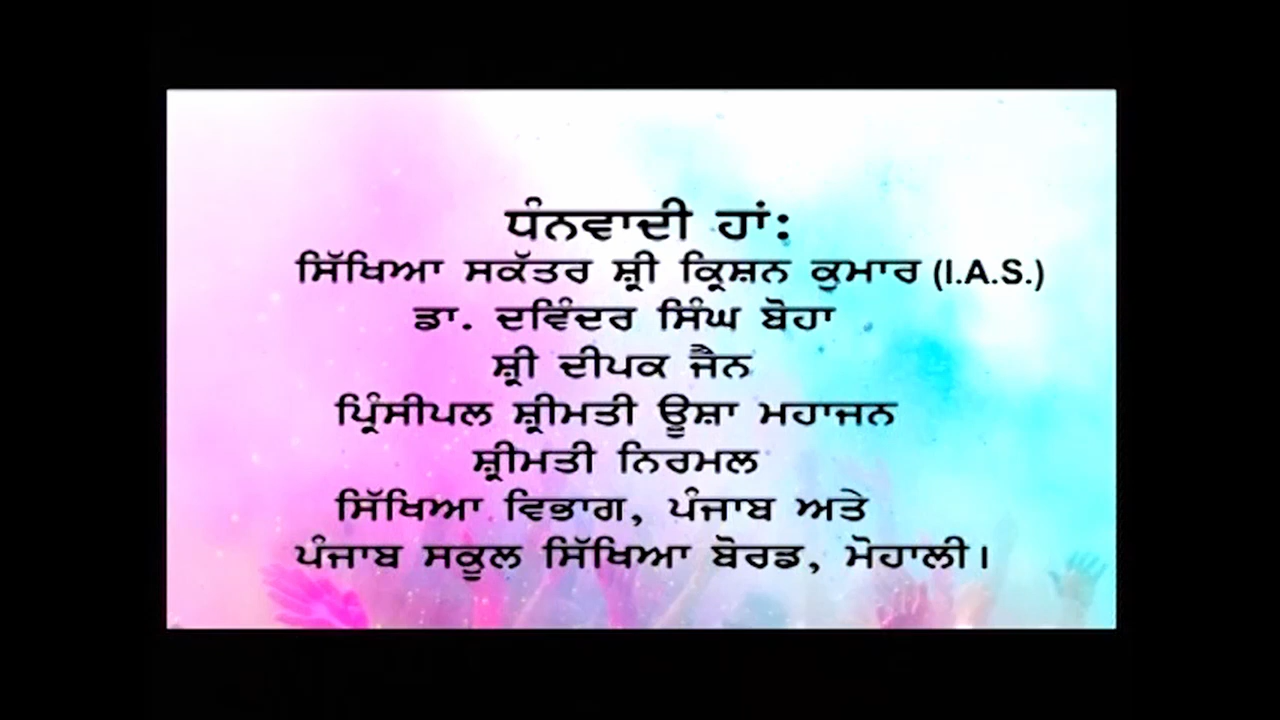 ਧੰਨਵਾਦੀ ਹਾਂ:
ਸਿੱਖਿਆ ਸਕੱਤਰ ਸ਼੍ਰੀ ਕ੍ਰਿਸ਼ਨ ਕੁਮਾਰ (I.A.S.)
ਡਾ. ਦਵਿੰਦਰ ਸਿੰਘ ਬੋਹਾ
ਸ਼੍ਰੀ ਦੀਪਕ ਜੈਨ
ਪ੍ਰਿੰਸੀਪਲ ਸ਼੍ਰੀਮਤੀ ਊਸ਼ਾ ਮਹਾਜਨ
ਸ਼੍ਰੀਮਤੀ ਨਿਰਮਲ
ਸਿੱਖਿਆ ਵਿਭਾਗ, ਪੰਜਾਬ ਅਤੇ
ਪੰਜਾਬ ਸਕੂਲ ਸਿੱਖਿਆ ਬੋਰਡ, ਮੋਹਾਲੀ।